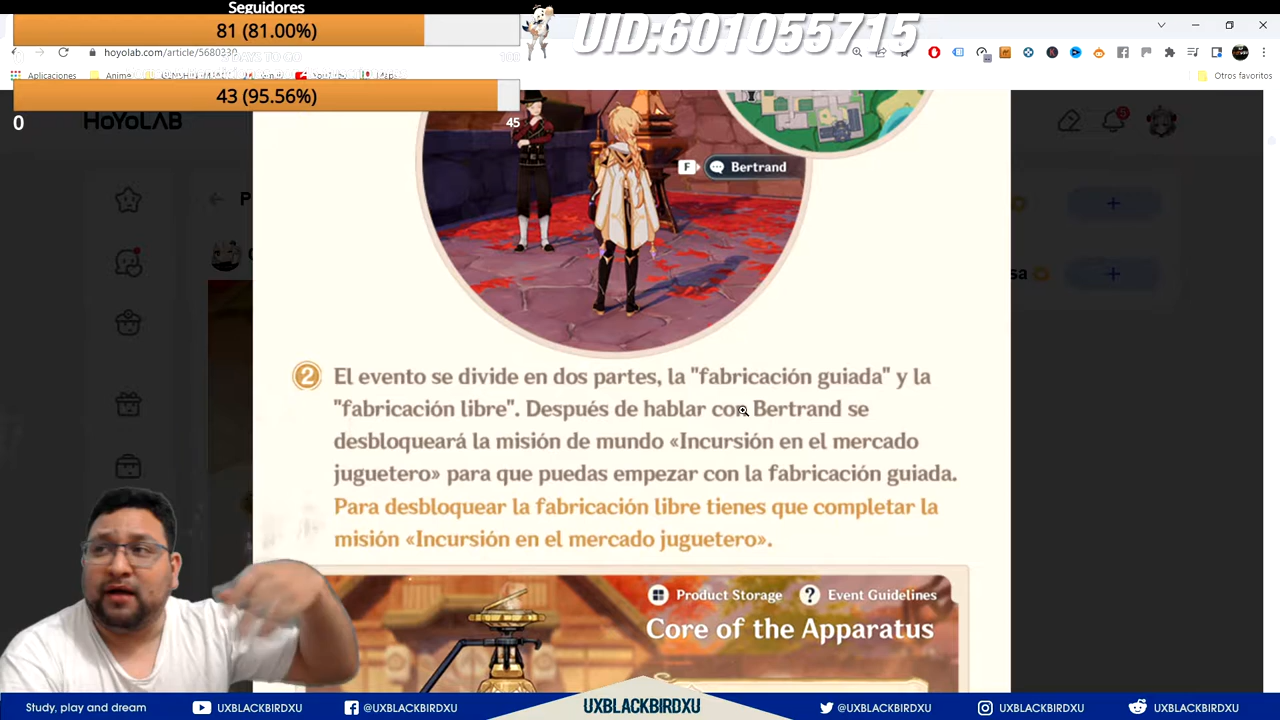 Seguidores
81 (81.00%)
UID:601055715
hoyolab.com/article/5680330
Aplicaciones
Anime
Otros favoritos
43 (95.56%)
0
45
HoYoLAB
5
F
Bertrand
2
El evento se divide en dos partes, la "fabricación guiada" y la
"fabricación libre". Después de hablar con Bertrand se
desbloqueará la misión de mundo «Incursión en el mercado
juguetero» para que puedas empezar con la fabricación guiada.
Para desbloquear la fabricación libre tienes que completar la
misión «Incursión en el mercado juguetero».
Product Storage
? Event Guidelines
Core of the Apparatus
Study, play and dream
UXBLACKBIRDXU
@UXBLACKBIRDXU
UXBLACKBIRDXU
@UXBLACKBIRDXU
UXBLACKBIRDXU
UXBLACKBIRDXU